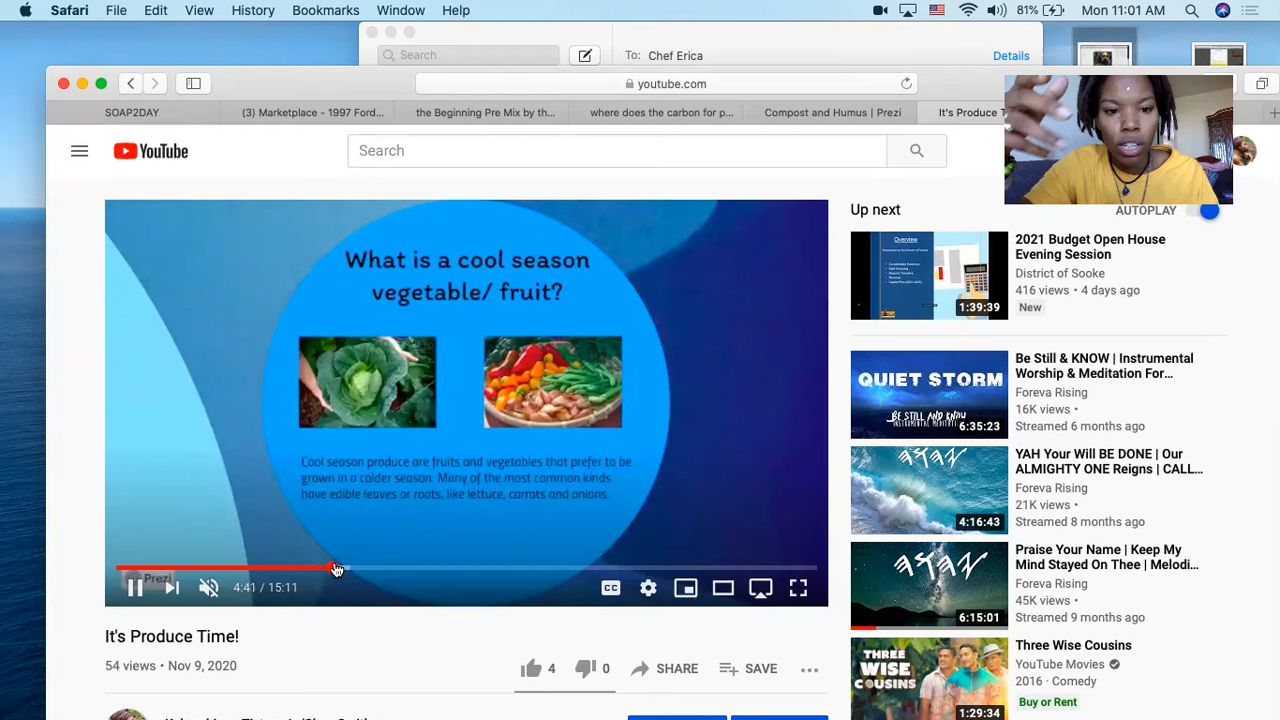 Safari File Edit View History Bookmarks Window Help 81% Mon 11:01 AM
Search To: Chef Erica Details
youtube.com
SOAP2DAY (3) Marketplace - 1997 Ford... the Beginning Pre Mix by th... where does the carbon for p... Compost and Humus | Prezi It's Produce T
YouTube Search
Up next AUTOPLAY
What is a cool season
vegetable/ fruit?
Cool season produce are fruits and vegetables that prefer to be
grown in a colder season. Many of the most common kinds
have edible leaves or roots, like lettuce, carrots and onions.
Prezi
4:41 / 15:11 CC
It's Produce Time!
54 views • Nov 9, 2020
4 0 SHARE SAVE
Overview
1:39:39
2021 Budget Open House
Evening Session
District of Sooke
416 views • 4 days ago
New
QUIET STORM
BE STILL AND KNOW
6:35:23
Be Still & KNOW | Instrumental
Worship & Meditation For...
Foreva Rising
16K views •
Streamed 6 months ago
4:16:43
YAH Your Will BE DONE | Our
ALMIGHTY ONE Reigns | CALL...
Foreva Rising
21K views •
Streamed 8 months ago
6:15:01
Praise Your Name | Keep My
Mind Stayed On Thee | Melodi...
Foreva Rising
45K views •
Streamed 9 months ago
THREE
WISE
COUSINS
1:29:34
Three Wise Cousins
YouTube Movies
2016 • Comedy
Buy or Rent